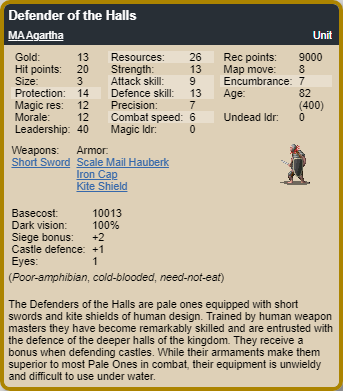 Defender of the Halls
MA Agartha Unit
Gold: 13 Resources: 26 Rec points: 9000
Hit points: 20 Strength: 13 Map move: 8
Size: 3 Attack skill: 9 Encumbrance: 7
Protection: 14 Defence skill: 13 Age: 82
Magic res: 12 Precision: 7 (400)
Morale: 12 Combat speed: 6 Undead ldr: 0
Leadership: 40 Magic ldr: 0
Weapons: Armor:
Short Sword Scale Mail Hauberk
Iron Cap
Kite Shield
Basecost: 10013
Dark vision: 100%
Siege bonus: +2
Castle defence: +1
Eyes: 1
(Poor-amphibian, cold-blooded, need-not-eat)
The Defenders of the Halls are pale ones equipped with short
swords and kite shields of human design. Trained by human weapon
masters they have become remarkably skilled and are entrusted with
the defence of the deeper halls of the kingdom. They receive a
bonus when defending castles. While their armaments make them
superior to most Pale Ones in combat, their equipment is unwieldy
and difficult to use under water.